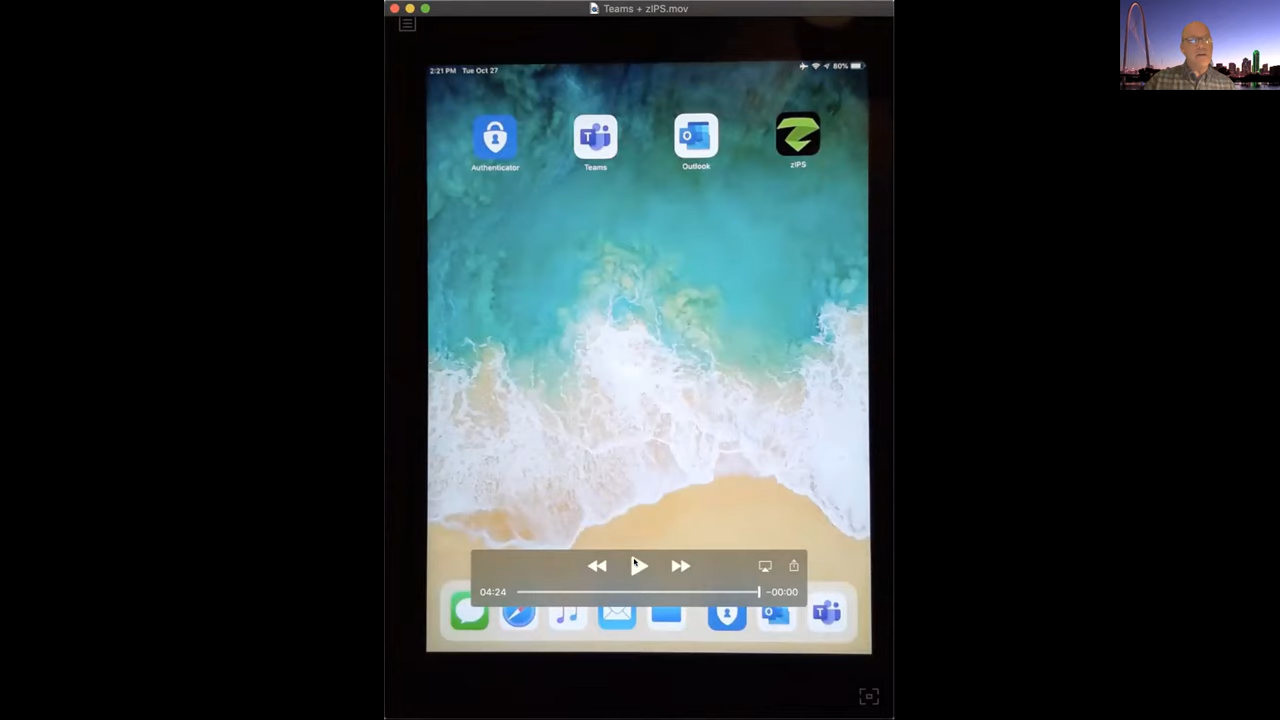 Teams + zIPS.mov
2:21 PM Tue Oct 27
80%
Authenticator
Teams
Outlook
zIPS
04:24
-00:00